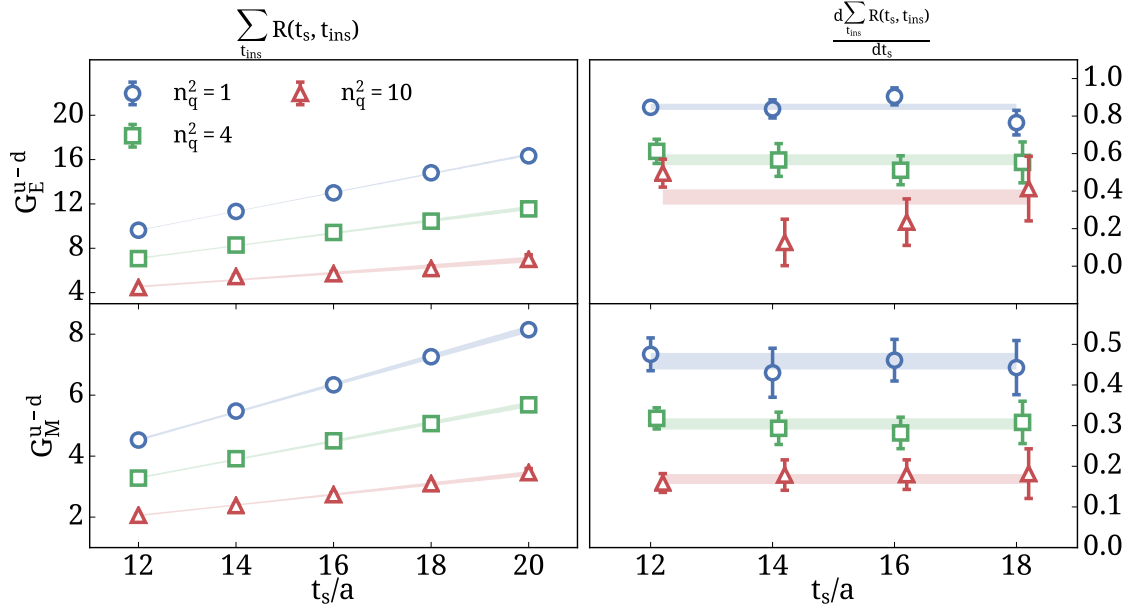 ∑ R(t_s, t_ins)
t_ins
d∑ R(t_s, t_ins)
t_ins
dt_s
n_q^2 = 1
n_q^2 = 10
n_q^2 = 4
G_E^{u−d}
20
16
12
8
4
1.0
0.8
0.6
0.4
0.2
0.0
G_M^{u−d}
8
6
4
2
0.5
0.4
0.3
0.2
0.1
0.0
12 14 16 18 20
12 14 16 18
t_s/a
t_s/a